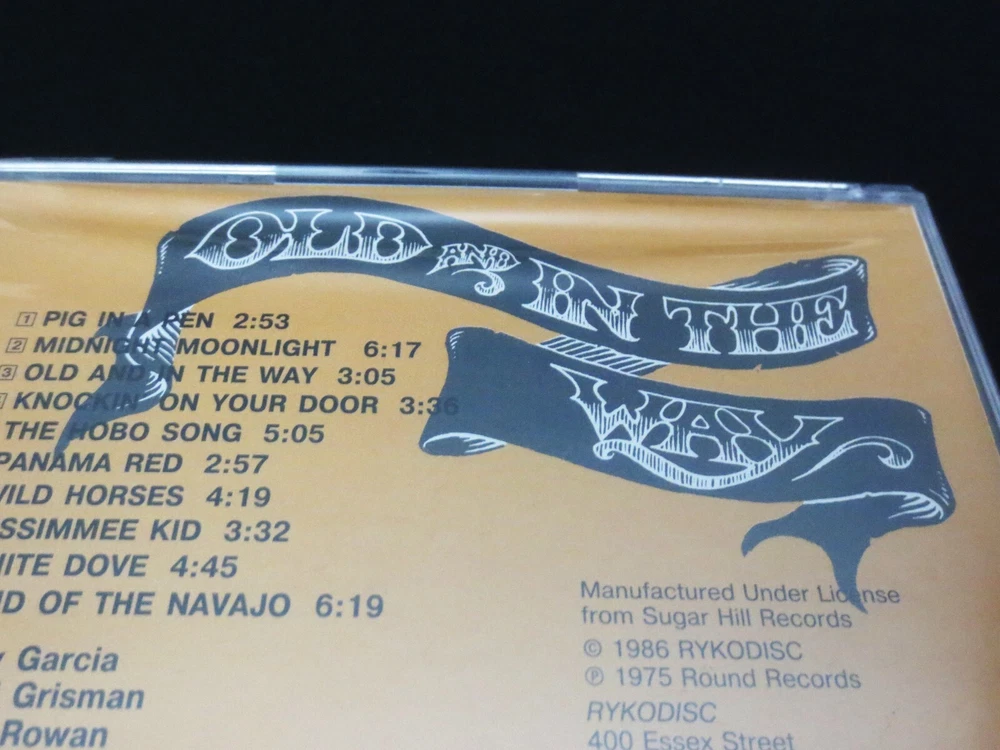 OLD AND IN THE
WAY
1 PIG IN A PEN 2:53
2 MIDNIGHT MOONLIGHT 6:17
3 OLD AND IN THE WAY 3:05
KNOCKIN' ON YOUR DOOR 3:36
THE HOBO SONG 5:05
PANAMA RED 2:57
WILD HORSES 4:19
SSIMMEE KID 3:32
ITE DOVE 4:45
D OF THE NAVAJO 6:19
y Garcia
Grisman
Rowan
Manufactured Under License
from Sugar Hill Records
© 1986 RYKODISC
℗ 1975 Round Records
RYKODISC
400 Essex Street